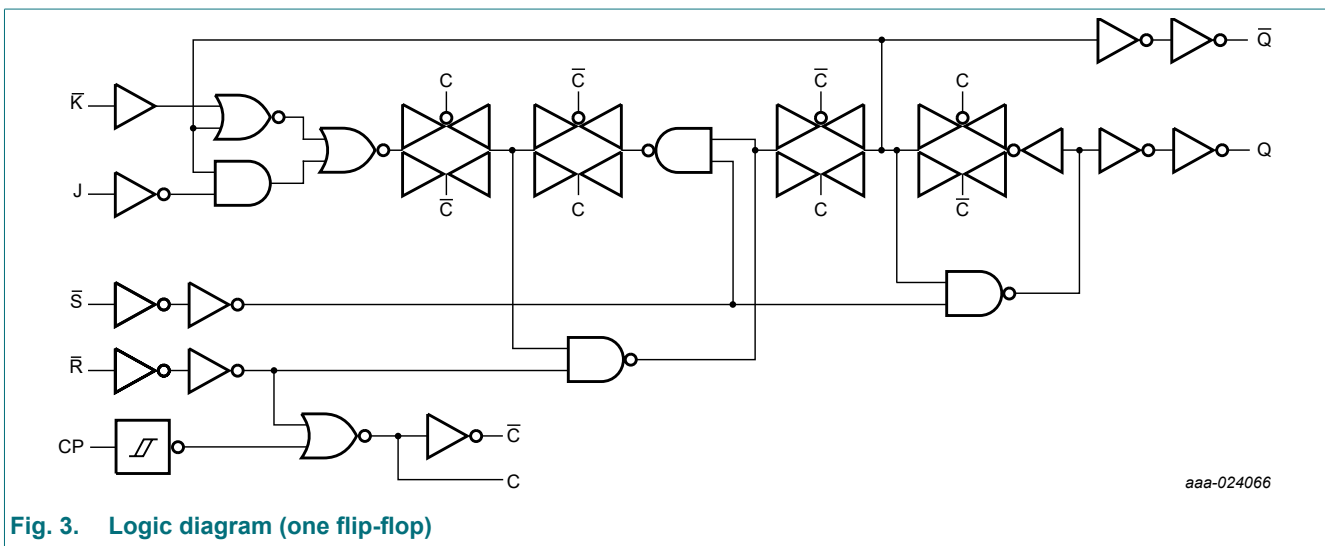 Q̅
C
C̅
C̅
C
K̅
J
Q
C̅
C
C
C̅
S̅
R̅
CP
C̅
C
aaa-024066
Fig. 3. Logic diagram (one flip-flop)